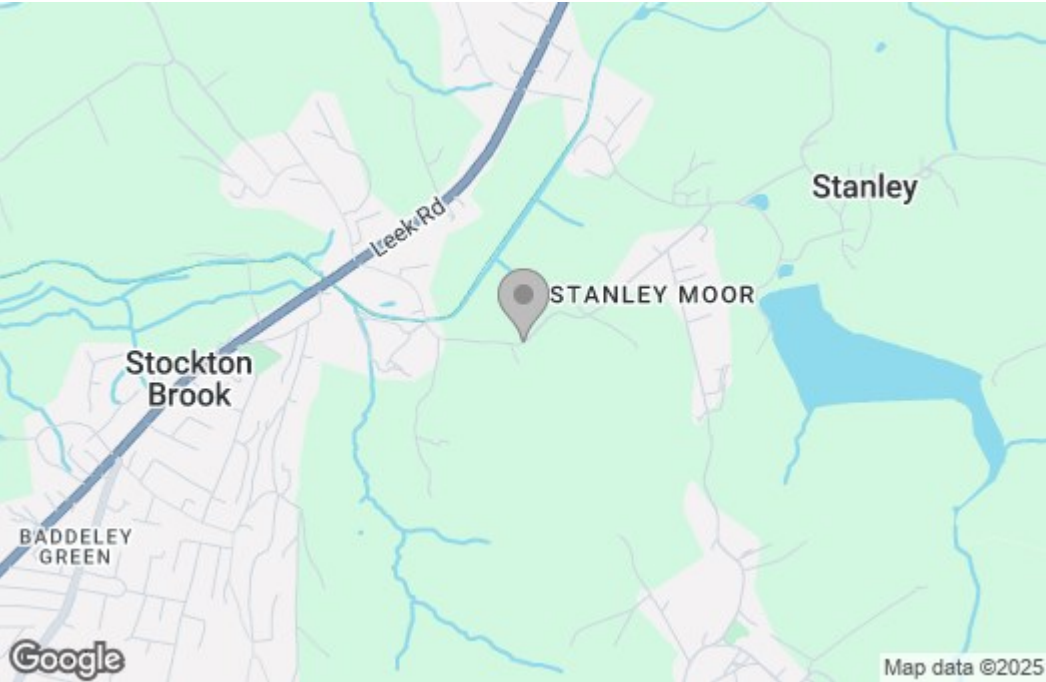 Stanley
Leek Rd
STANLEY MOOR
Stockton
Brook
BADDELEY
GREEN
Google
Map data ©2025